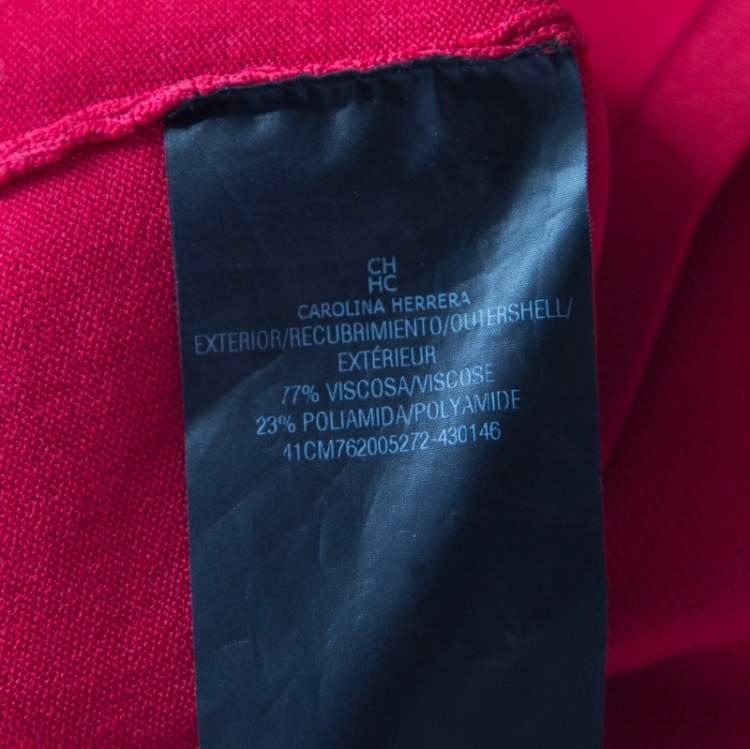 CH
HC
CAROLINA HERRERA
EXTERIOR/RECUBRIMIENTO/OUTERSHELL/
EXTÉRIEUR
77% VISCOSA/VISCOSE
23% POLIAMIDA/POLYAMIDE
41CM762005272-430146